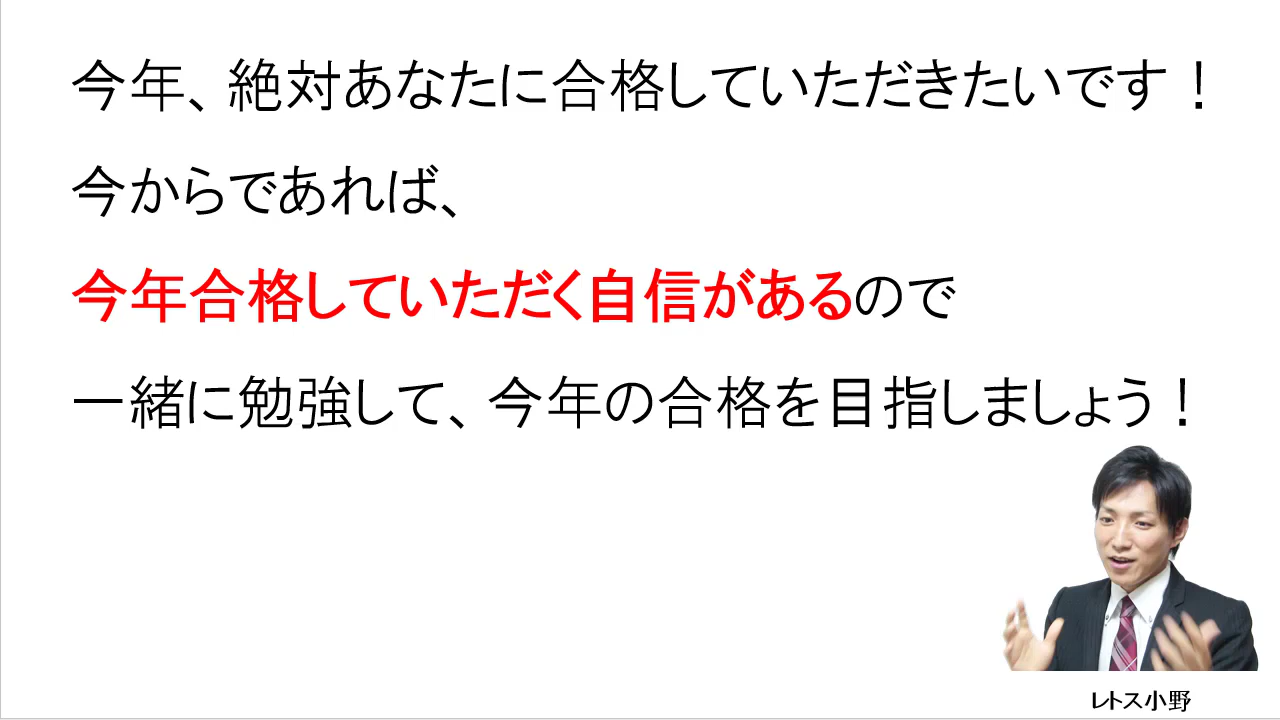 今年、絶対あなたに合格していただきたいです！
今からであれば、
今年合格していただく自信があるので
一緒に勉強して、今年の合格を目指しましょう！
レトス小野